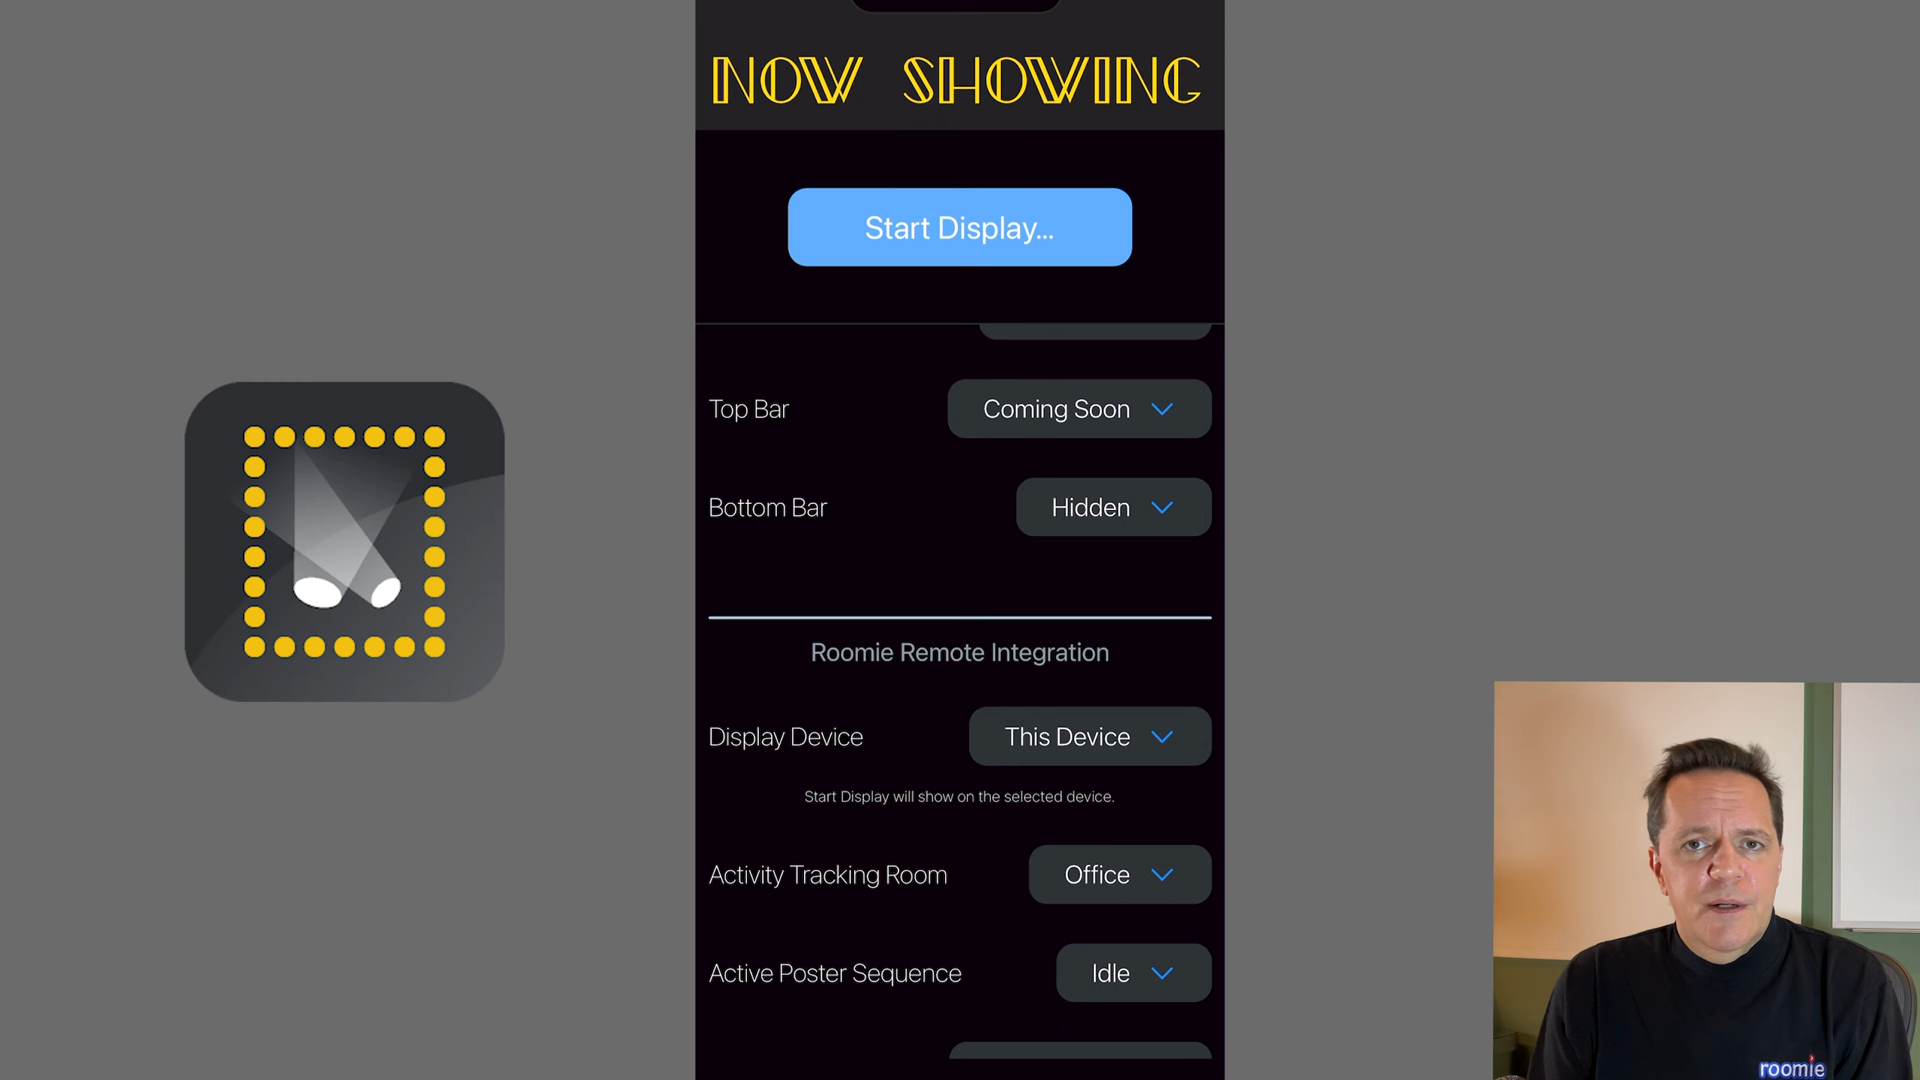 NOW SHOWING
Start Display...
Top Bar
Coming Soon
Bottom Bar
Hidden
Roomie Remote Integration
Display Device
This Device
Start Display will show on the selected device.
Activity Tracking Room
Office
Active Poster Sequence
Idle
roomie